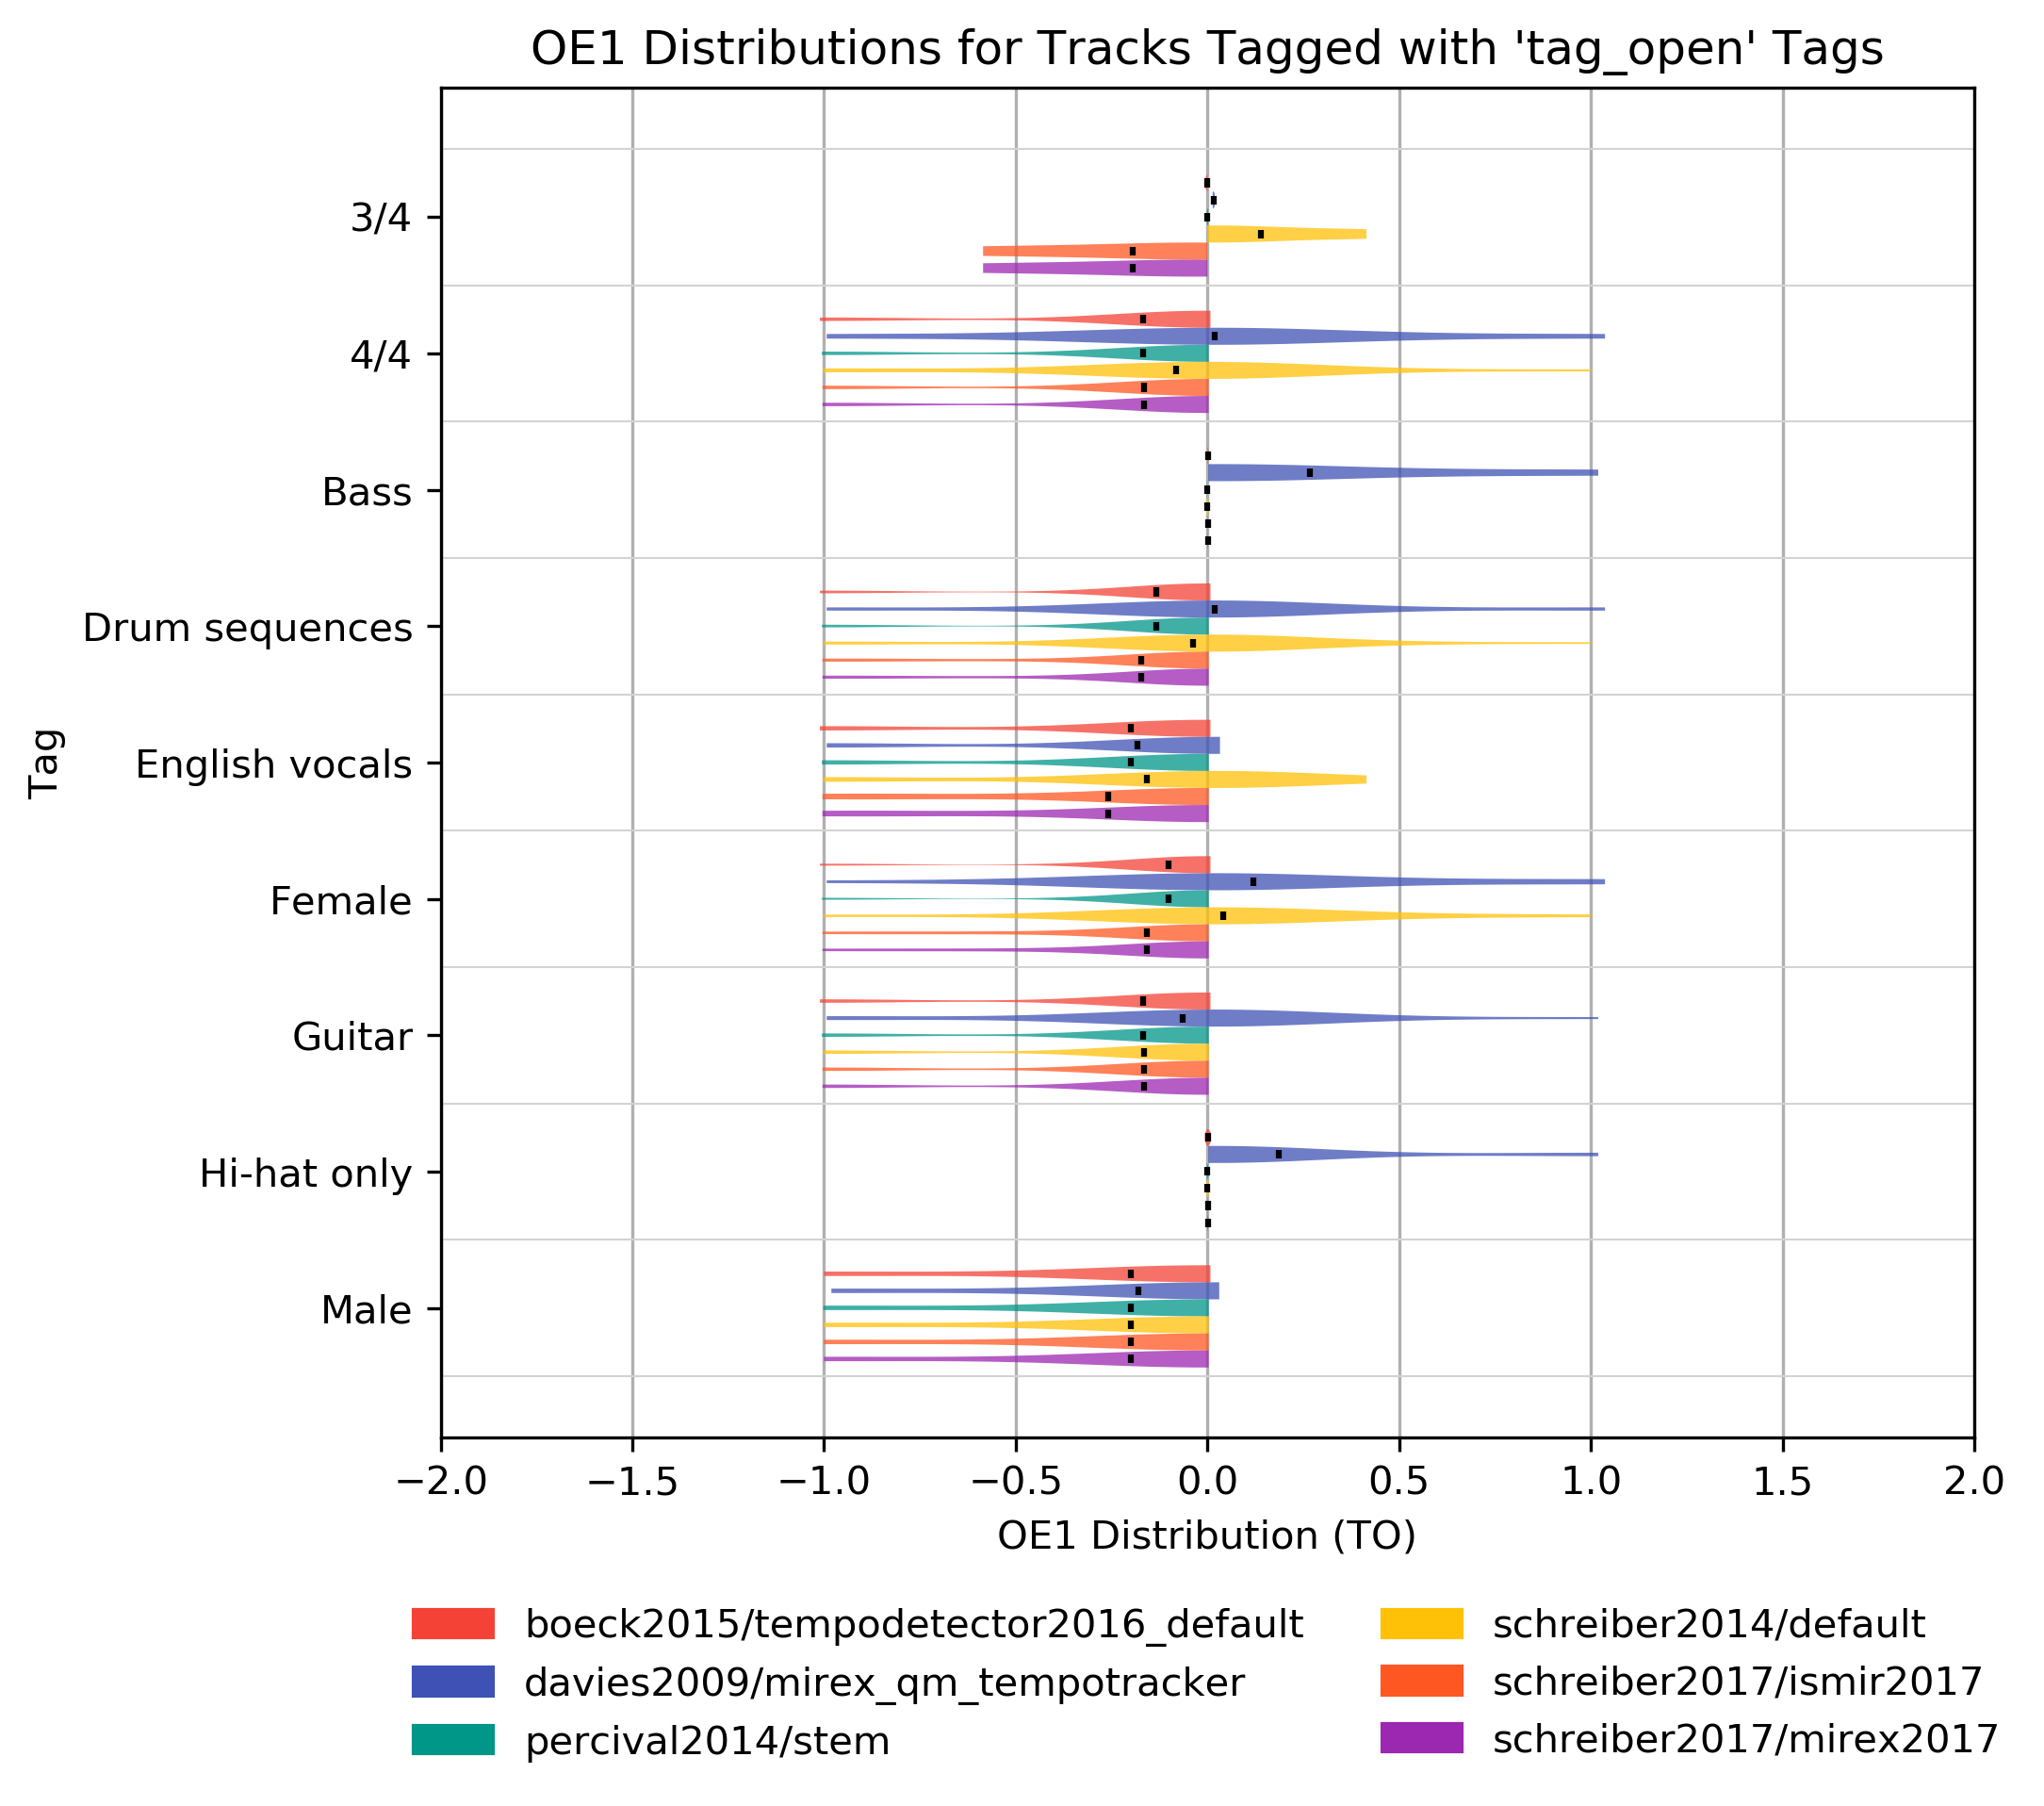 OE1 Distributions for Tracks Tagged with 'tag_open' Tags
Tag
3/4
4/4
Bass
Drum sequences
English vocals
Female
Guitar
Hi-hat only
Male
−2.0 −1.5 −1.0 −0.5 0.0 0.5 1.0 1.5 2.0
OE1 Distribution (TO)
boeck2015/tempodetector2016_default
davies2009/mirex_qm_tempotracker
percival2014/stem
schreiber2014/default
schreiber2017/ismir2017
schreiber2017/mirex2017